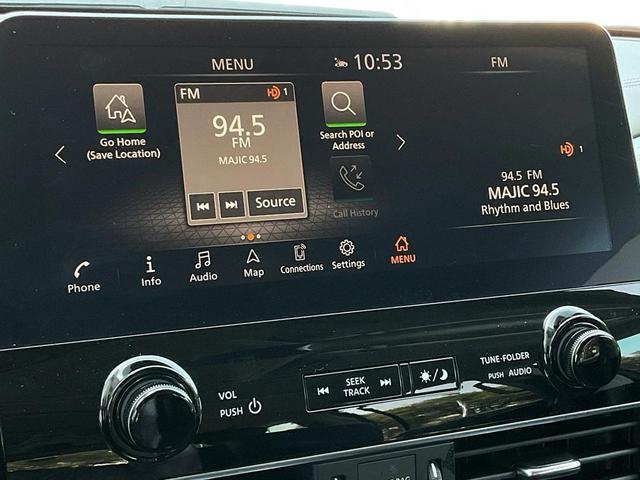 MENU
10:53
FM
Go Home
(Save Location)
FM HD 1
94.5
FM
MAJIC 94.5
Source
Search POI or
Address
Call History
HD 1
94.5 FM
MAJIC 94.5
Rhythm and Blues
Phone
Info
Audio
Map
Connections
Settings
MENU
VOL
PUSH
SEEK
TRACK
TUNE·FOLDER
PUSH AUDIO